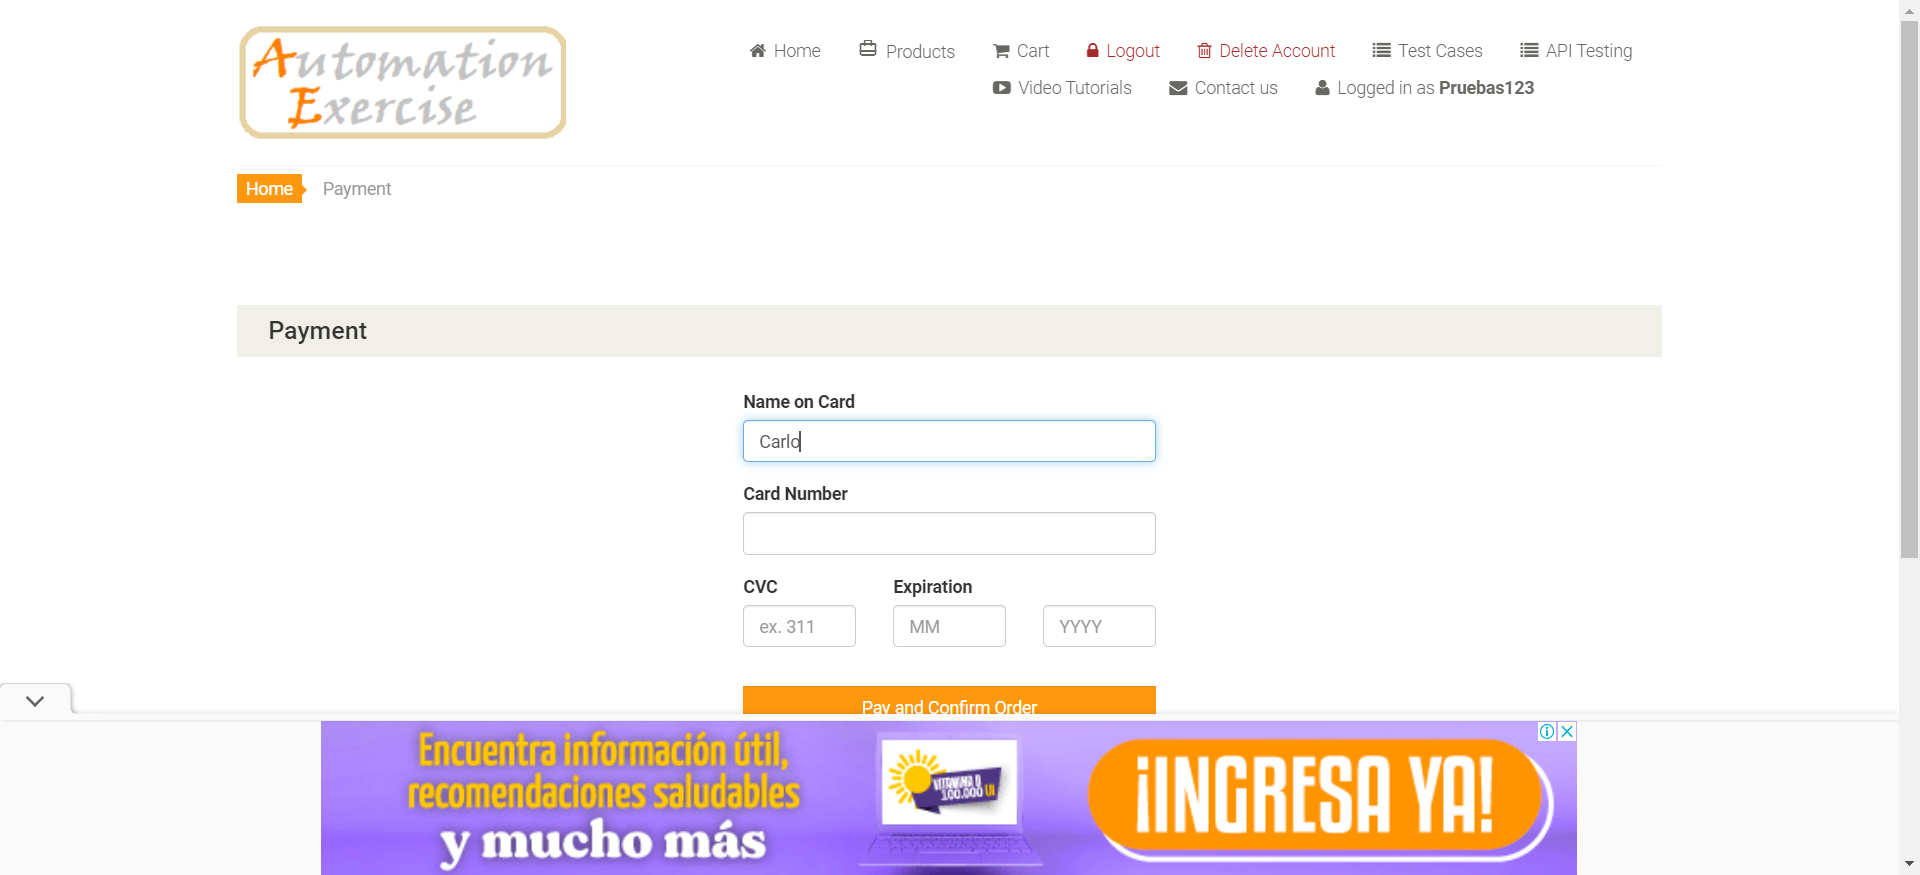 Automation
Exercise
Home
Products
Cart
Logout
Delete Account
Test Cases
API Testing
Video Tutorials
Contact us
Logged in as Pruebas123
Home
Payment
Payment
Name on Card
Carlo
Card Number
CVC
Expiration
ex. 311
MM
YYYY
Pay and Confirm Order
Encuentra información útil,
recomendaciones saludables
y mucho más
VITAMINA D
100.000 UI
¡INGRESA YA!